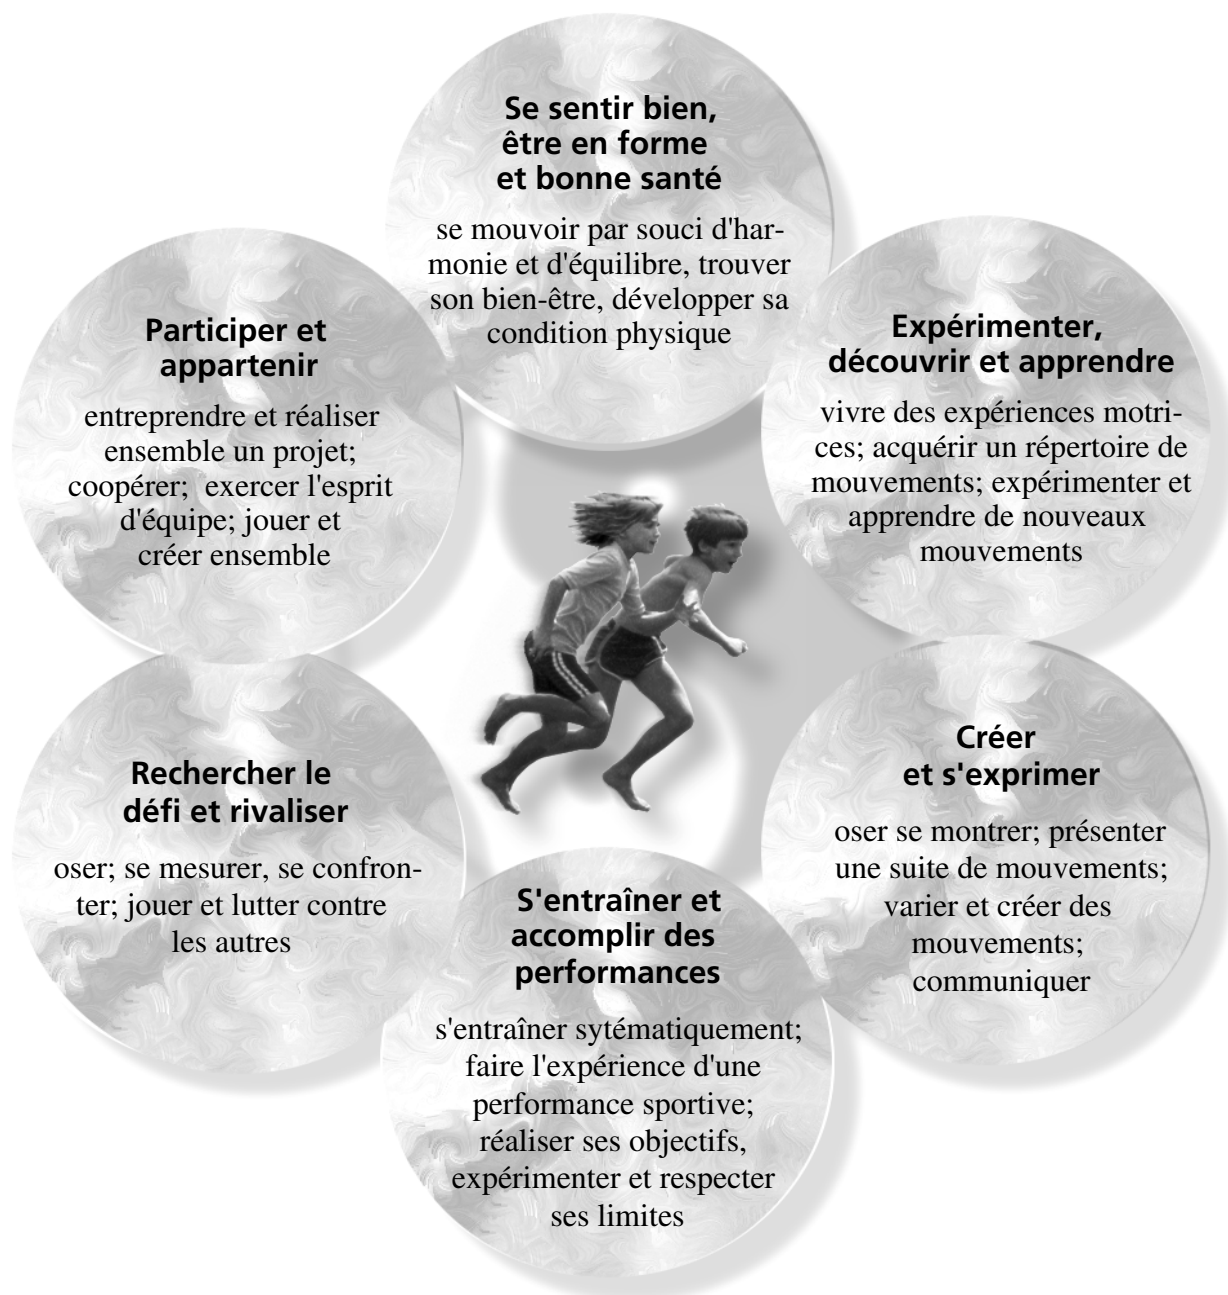 Se sentir bien,
être en forme
et bonne santé
se mouvoir par souci d'har-
monie et d'équilibre, trouver
son bien-être, développer sa
condition physique
Expérimenter,
découvrir et apprendre
vivre des expériences motri-
ces; acquérir un répertoire de
mouvements; expérimenter et
apprendre de nouveaux
mouvements
Créer
et s'exprimer
oser se montrer; présenter
une suite de mouvements;
varier et créer des
mouvements;
communiquer
S'entraîner et
accomplir des
performances
s'entraîner sytématiquement;
faire l'expérience d'une
performance sportive;
réaliser ses objectifs,
expérimenter et respecter
ses limites
Rechercher le
défi et rivaliser
oser; se mesurer, se confron-
ter; jouer et lutter contre
les autres
Participer et
appartenir
entreprendre et réaliser
ensemble un projet;
coopérer;  exercer l'esprit
d'équipe; jouer et
créer ensemble